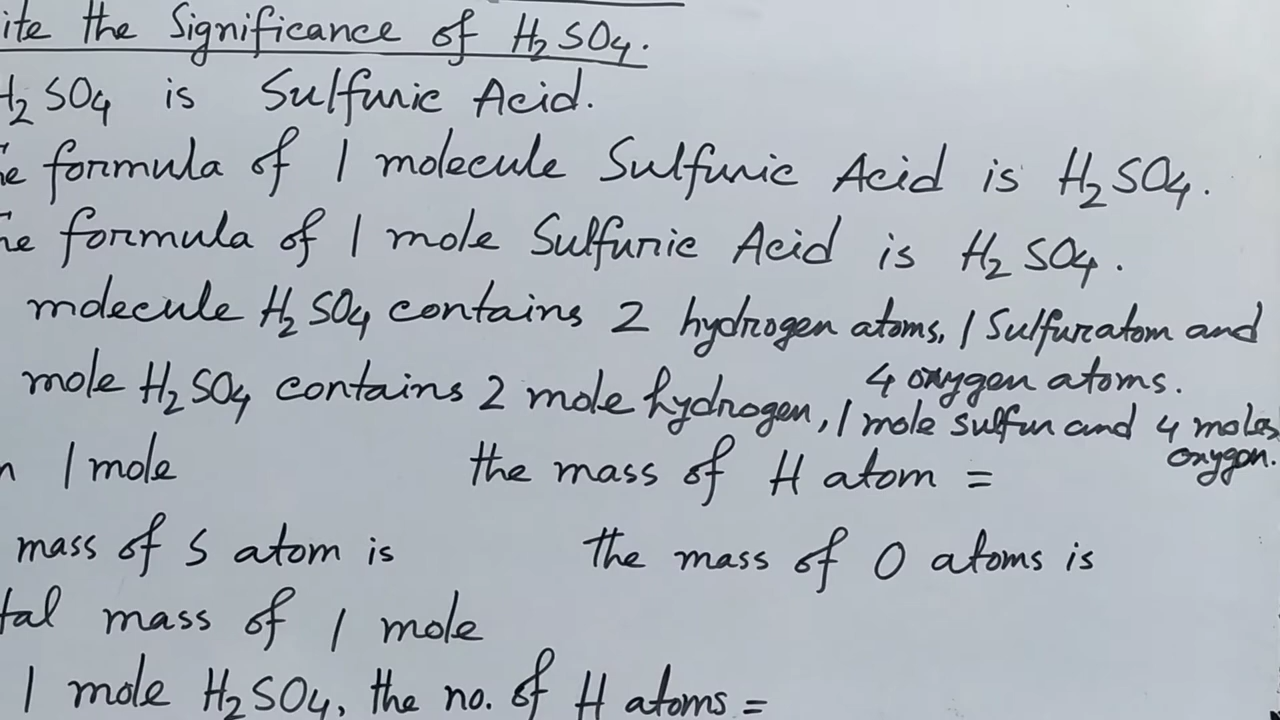 ite the Significance of H₂SO₄.
H₂SO₄ is Sulfuric Acid.
he formula of 1 molecule Sulfuric Acid is H₂SO₄.
he formula of 1 mole Sulfuric Acid is H₂SO₄.
molecule H₂SO₄ contains 2 hydrogen atoms, 1 Sulfur atom and
4 oxygen atoms.
mole H₂SO₄ contains 2 mole hydrogen, 1 mole sulfur and 4 moles
oxygen.
n 1 mole the mass of H atom =
mass of S atom is the mass of O atoms is
tal mass of 1 mole
1 mole H₂SO₄, the no. of H atoms =